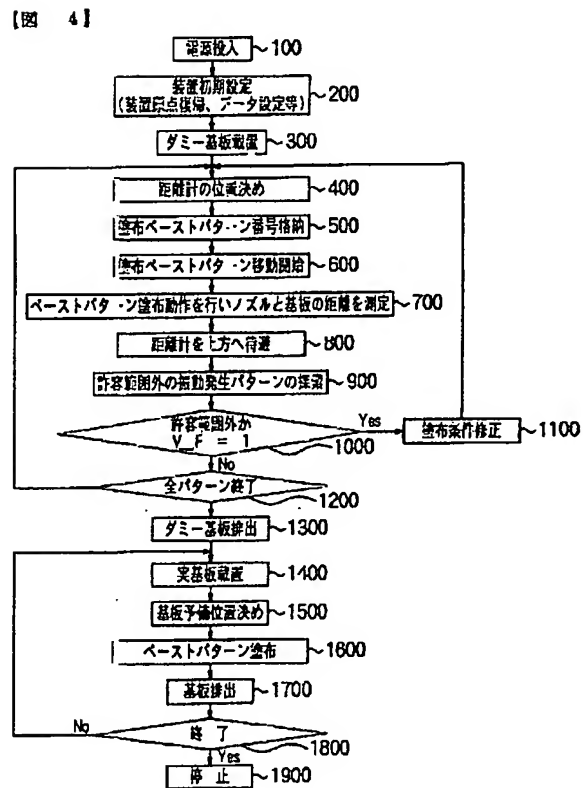 【図 4】
電源投入 100
装置初期設定
(装置原点復帰、データ設定等) 200
ダミー基板載置 300
距離計の位置決め 400
塗布ペーストパターン番号格納 500
塗布ペーストパターン移動開始 600
ペーストパターン塗布動作を行いノズルと基板の距離を測定 700
距離計を上方へ待避 800
許容範囲外の振動発生パターンの探索 900
許容範囲外か
V_F = 1 1000
Yes
塗布条件修正 1100
No
全パターン終了 1200
ダミー基板排出 1300
実基板載置 1400
基板予備位置決め 1500
ペーストパターン塗布 1600
基板排出 1700
No
終了 1800
Yes
停止 1900